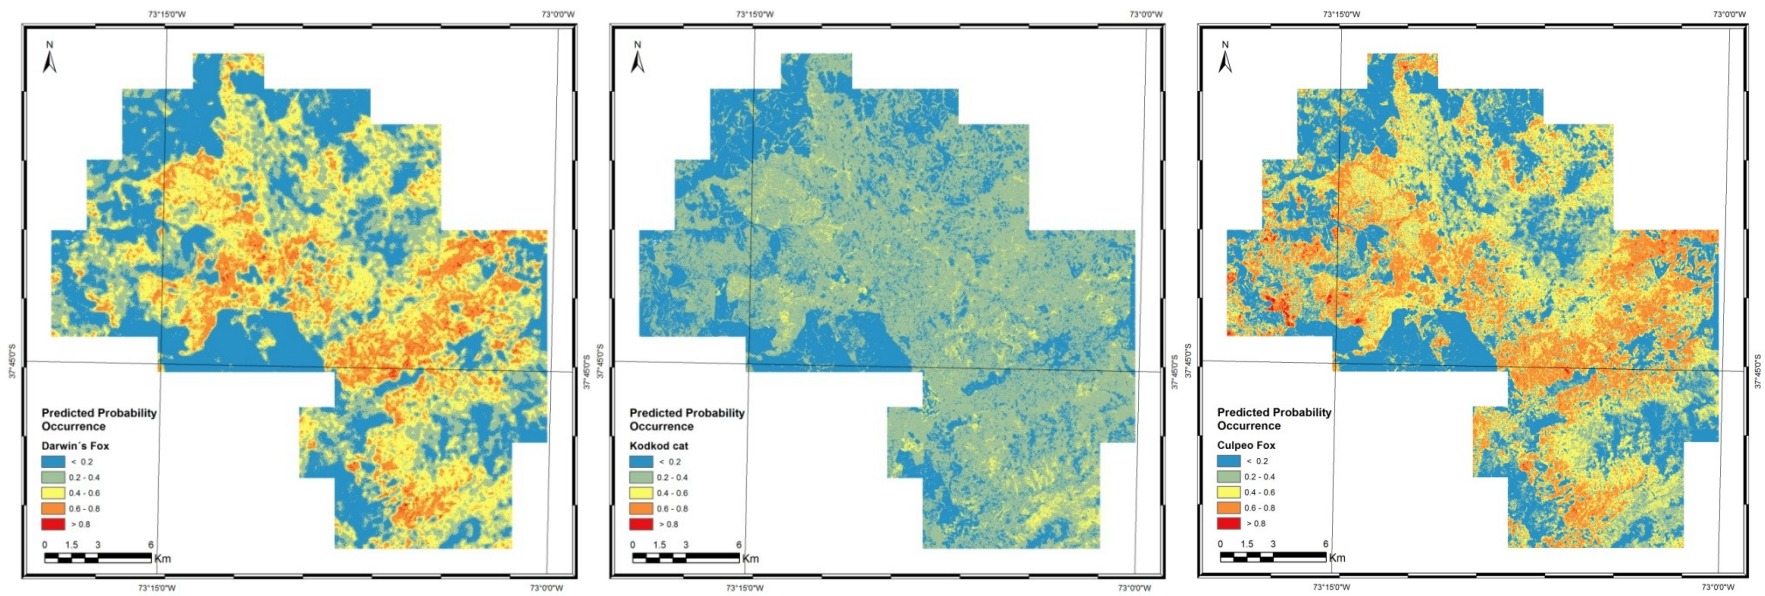 73°15'0"W
73°0'0"W
N
37°45'0"S
37°45'0"S
Predicted Probability
Occurrence
Darwin´s Fox
< 0.2
0.2 - 0.4
0.4 - 0.6
0.6 - 0.8
> 0.8
0 1.5 3 6
Km
73°15'0"W
73°0'0"W
73°15'0"W
73°0'0"W
N
37°45'0"S
Predicted Probability
Occurrence
Kodkod cat
< 0.2
0.2 - 0.4
0.4 - 0.6
0.6 - 0.8
> 0.8
0 1.5 3 6
Km
73°15'0"W
73°0'0"W
73°15'0"W
73°0'0"W
N
37°45'0"S
37°45'0"S
Predicted Probability
Occurrence
Culpeo Fox
< 0.2
0.2 - 0.4
0.4 - 0.6
0.6 - 0.8
> 0.8
0 1.5 3 6
Km
73°15'0"W
73°0'0"W